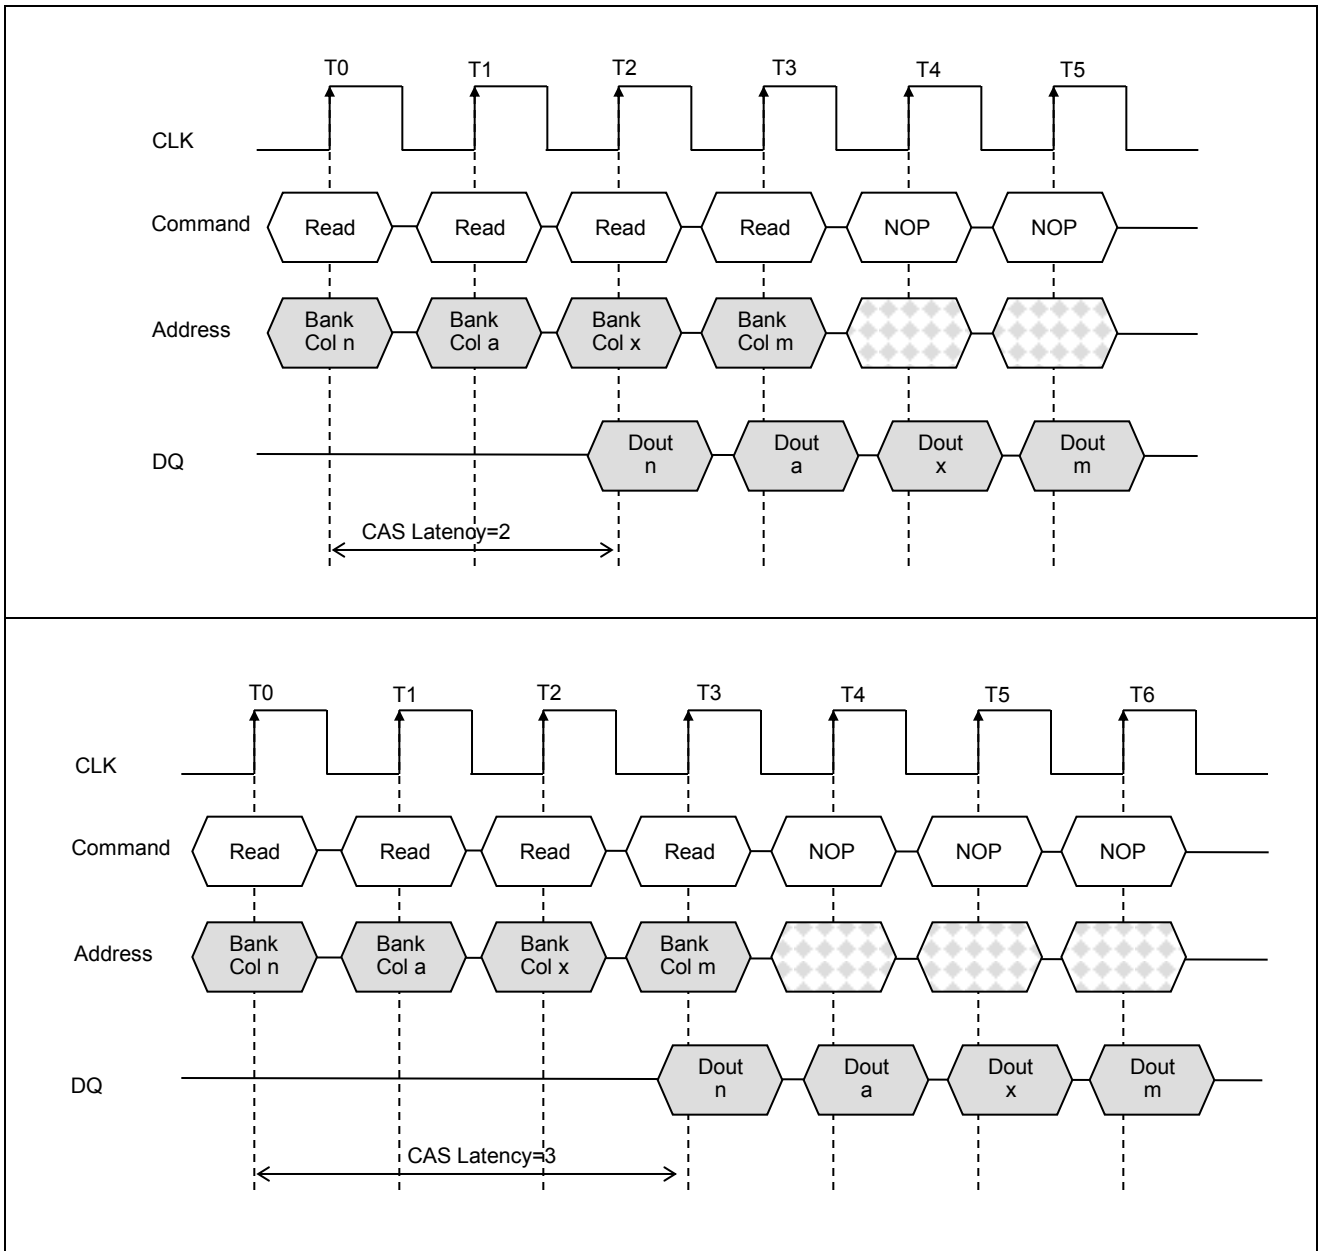 T0 T1 T2 T3 T4 T5
CLK
Command Read Read Read Read NOP NOP
Address
Bank Bank Bank Bank
Col n Col a Col x Col m
DQ
Dout Dout Dout Dout
n a x m
CAS Latency=2
T0 T1 T2 T3 T4 T5 T6
CLK
Command Read Read Read Read NOP NOP NOP
Address
Bank Bank Bank Bank
Col n Col a Col x Col m
DQ
Dout Dout Dout Dout
n a x m
CAS Latency=3